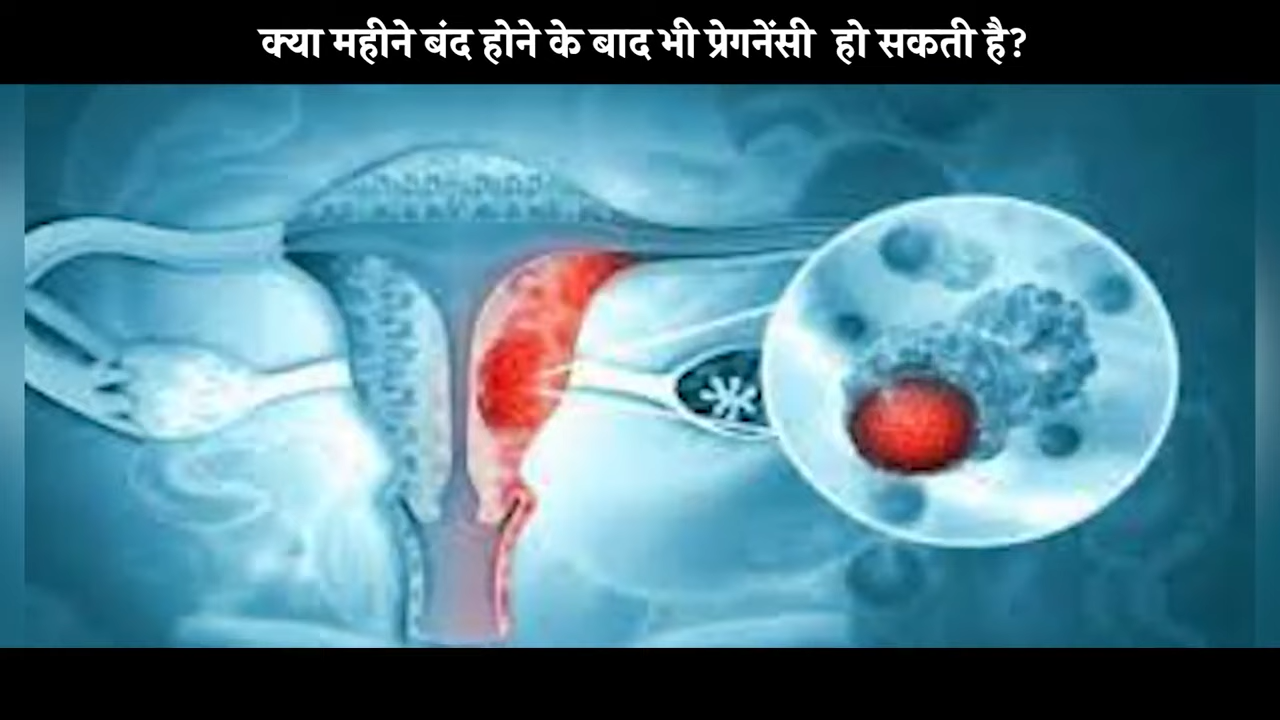 क्या महीने बंद होने के बाद भी प्रेगनेंसी हो सकती है?